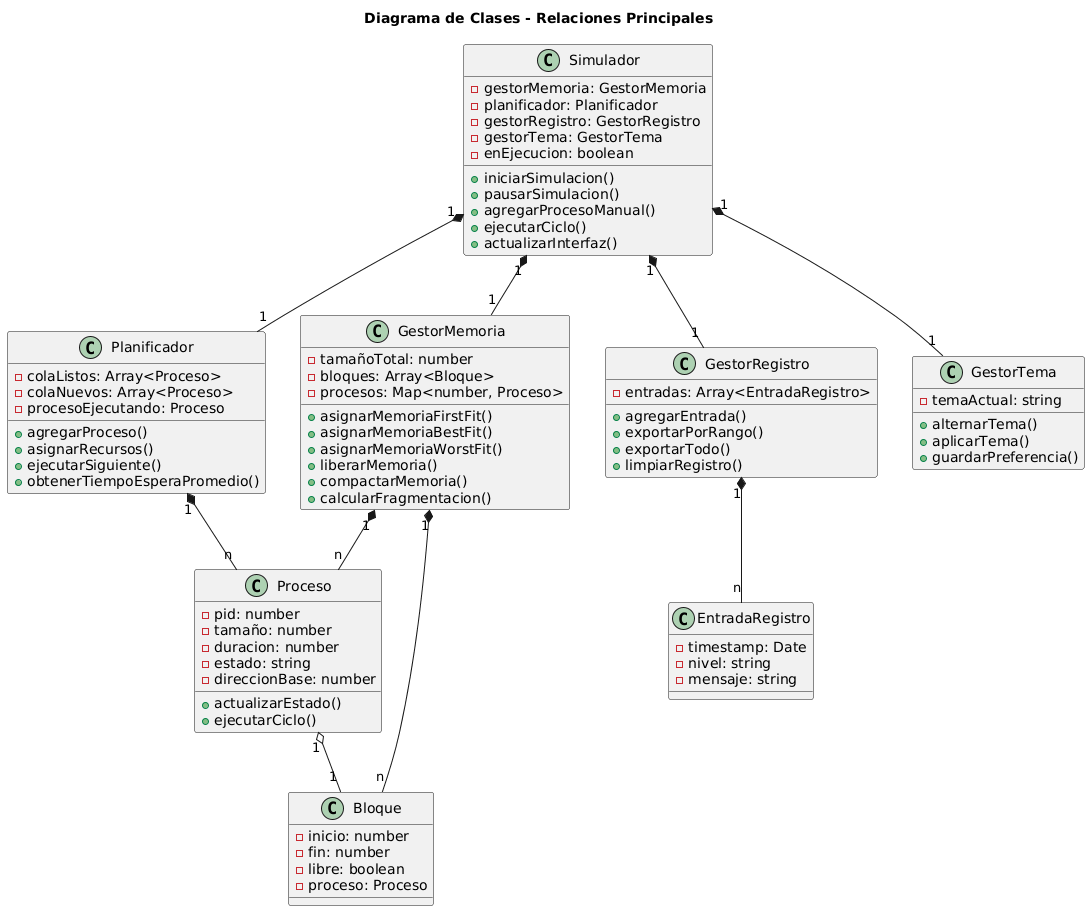 Diagrama de Clases - Relaciones Principales
C Simulador
gestorMemoria: GestorMemoria
planificador: Planificador
gestorRegistro: GestorRegistro
gestorTema: GestorTema
enEjecucion: boolean
iniciarSimulacion()
pausarSimulacion()
agregarProcesoManual()
ejecutarCiclo()
actualizarInterfaz()
1
1
1
1
1
1
1
1
C Planificador
colaListos: Array<Proceso>
colaNuevos: Array<Proceso>
procesoEjecutando: Proceso
agregarProceso()
asignarRecursos()
ejecutarSiguiente()
obtenerTiempoEsperaPromedio()
C GestorMemoria
tamañoTotal: number
bloques: Array<Bloque>
procesos: Map<number, Proceso>
asignarMemoriaFirstFit()
asignarMemoriaBestFit()
asignarMemoriaWorstFit()
liberarMemoria()
compactarMemoria()
calcularFragmentacion()
C GestorRegistro
entradas: Array<EntradaRegistro>
agregarEntrada()
exportarPorRango()
exportarTodo()
limpiarRegistro()
C GestorTema
temaActual: string
alternarTema()
aplicarTema()
guardarPreferencia()
1
1
1
1
n
n
n
C Proceso
pid: number
tamaño: number
duracion: number
estado: string
direccionBase: number
actualizarEstado()
ejecutarCiclo()
C EntradaRegistro
timestamp: Date
nivel: string
mensaje: string
1
1
n
C Bloque
inicio: number
fin: number
libre: boolean
proceso: Proceso